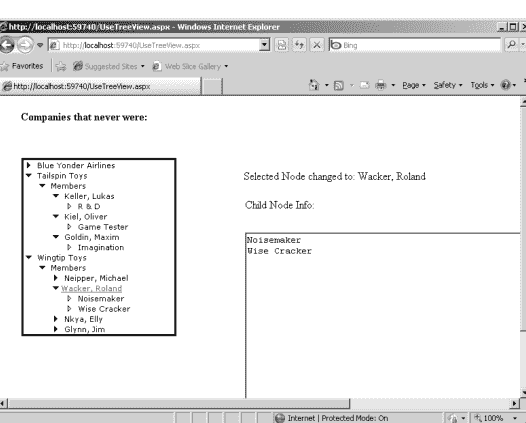 http://localhost:59740/UseTreeView.aspx - Windows Internet Explorer
http://localhost:59740/UseTreeView.aspx
Bing
Favorites
Suggested Sites
Web Slice Gallery
http://localhost:59740/UseTreeView.aspx
Page
Safety
Tools
Companies that never were:
Blue Yonder Airlines
Tailspin Toys
Members
Keller, Lukas
R & D
Kiel, Oliver
Game Tester
Goldin, Maxim
Imagination
Wingtip Toys
Members
Neipper, Michael
Wacker, Roland
Noisemaker
Wise Cracker
Nkya, Elly
Glynn, Jim
Selected Node changed to: Wacker, Roland
Child Node Info:
Noisemaker
Wise Cracker
Internet | Protected Mode: On
100%